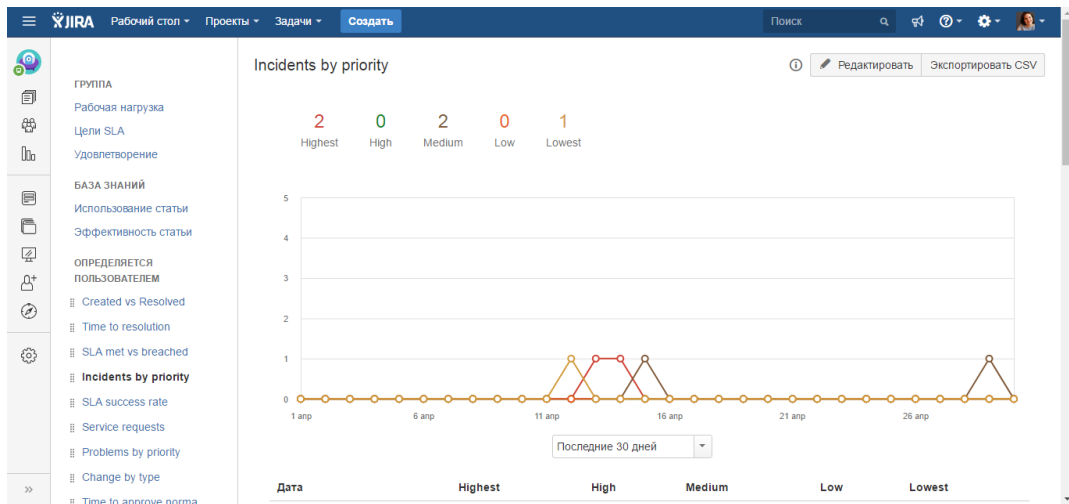 JIRA Рабочий стол Проекты Задачи Создать Поиск
Incidents by priority
Редактировать Экспортировать CSV
ГРУППА
Рабочая нагрузка
Цели SLA
Удовлетворение
БАЗА ЗНАНИЙ
Использование статьи
Эффективность статьи
ОПРЕДЕЛЯЕТСЯ
ПОЛЬЗОВАТЕЛЕМ
Created vs Resolved
Time to resolution
SLA met vs breached
Incidents by priority
SLA success rate
Service requests
Problems by priority
Change by type
Time to approve norma
2 0 2 0 1
Highest High Medium Low Lowest
5
4
3
2
1
0
1 апр 6 апр 11 апр 16 апр 21 апр 26 апр
Последние 30 дней
Дата Highest High Medium Low Lowest